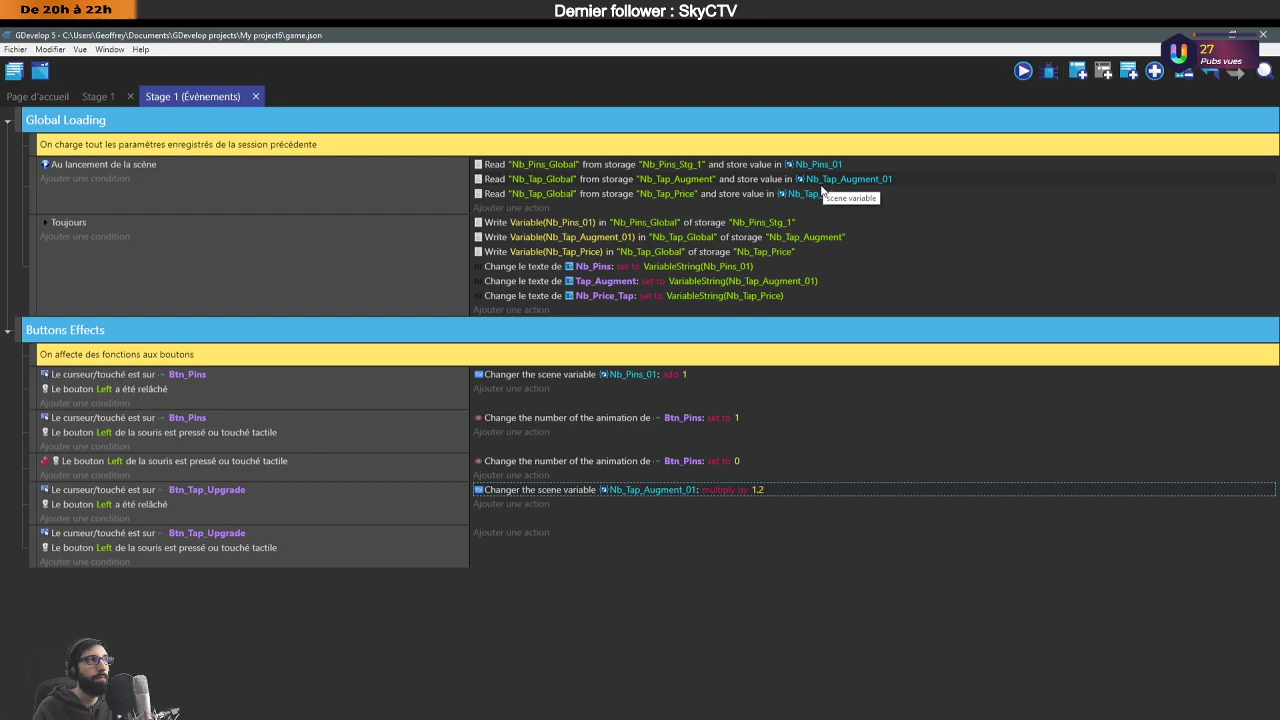 De 20h à 22h
Dernier follower : SkyCTV
GDevelop 5 - C:\Users\Geoffrey\Documents\GDevelop projects\My project6\game.json
Fichier Modifier Vue Window Help
27
Pubs vues
Page d'accueil Stage 1 Stage 1 (Évènements)
Global Loading
On charge tout les paramètres enregistrés de la session précédente
Au lancement de la scène
Ajouter une condition
Read "Nb_Pins_Global" from storage "Nb_Pins_Stg_1" and store value in Nb_Pins_01
Read "Nb_Tap_Global" from storage "Nb_Tap_Augment" and store value in Nb_Tap_Augment_01
Read "Nb_Tap_Global" from storage "Nb_Tap_Price" and store value in Nb_Tap_
scene variable
Ajouter une action
Toujours
Ajouter une condition
Write Variable(Nb_Pins_01) in "Nb_Pins_Global" of storage "Nb_Pins_Stg_1"
Write Variable(Nb_Tap_Augment_01) in "Nb_Tap_Global" of storage "Nb_Tap_Augment"
Write Variable(Nb_Tap_Price) in "Nb_Tap_Global" of storage "Nb_Tap_Price"
Change le texte de Nb_Pins: set to VariableString(Nb_Pins_01)
Change le texte de Tap_Augment: set to VariableString(Nb_Tap_Augment_01)
Change le texte de Nb_Price_Tap: set to VariableString(Nb_Tap_Price)
Ajouter une action
Buttons Effects
On affecte des fonctions aux boutons
Le curseur/touché est sur Btn_Pins
Le bouton Left a été relâché
Ajouter une condition
Changer the scene variable Nb_Pins_01: add 1
Ajouter une action
Le curseur/touché est sur Btn_Pins
Le bouton Left de la souris est pressé ou touché tactile
Ajouter une condition
Change the number of the animation de Btn_Pins: set to 1
Ajouter une action
Le bouton Left de la souris est pressé ou touché tactile
Ajouter une condition
Change the number of the animation de Btn_Pins: set to 0
Ajouter une action
Le curseur/touché est sur Btn_Tap_Upgrade
Le bouton Left a été relâché
Ajouter une condition
Changer the scene variable Nb_Tap_Augment_01: multiply by 1.2
Ajouter une action
Le curseur/touché est sur Btn_Tap_Upgrade
Le bouton Left de la souris est pressé ou touché tactile
Ajouter une condition
Ajouter une action